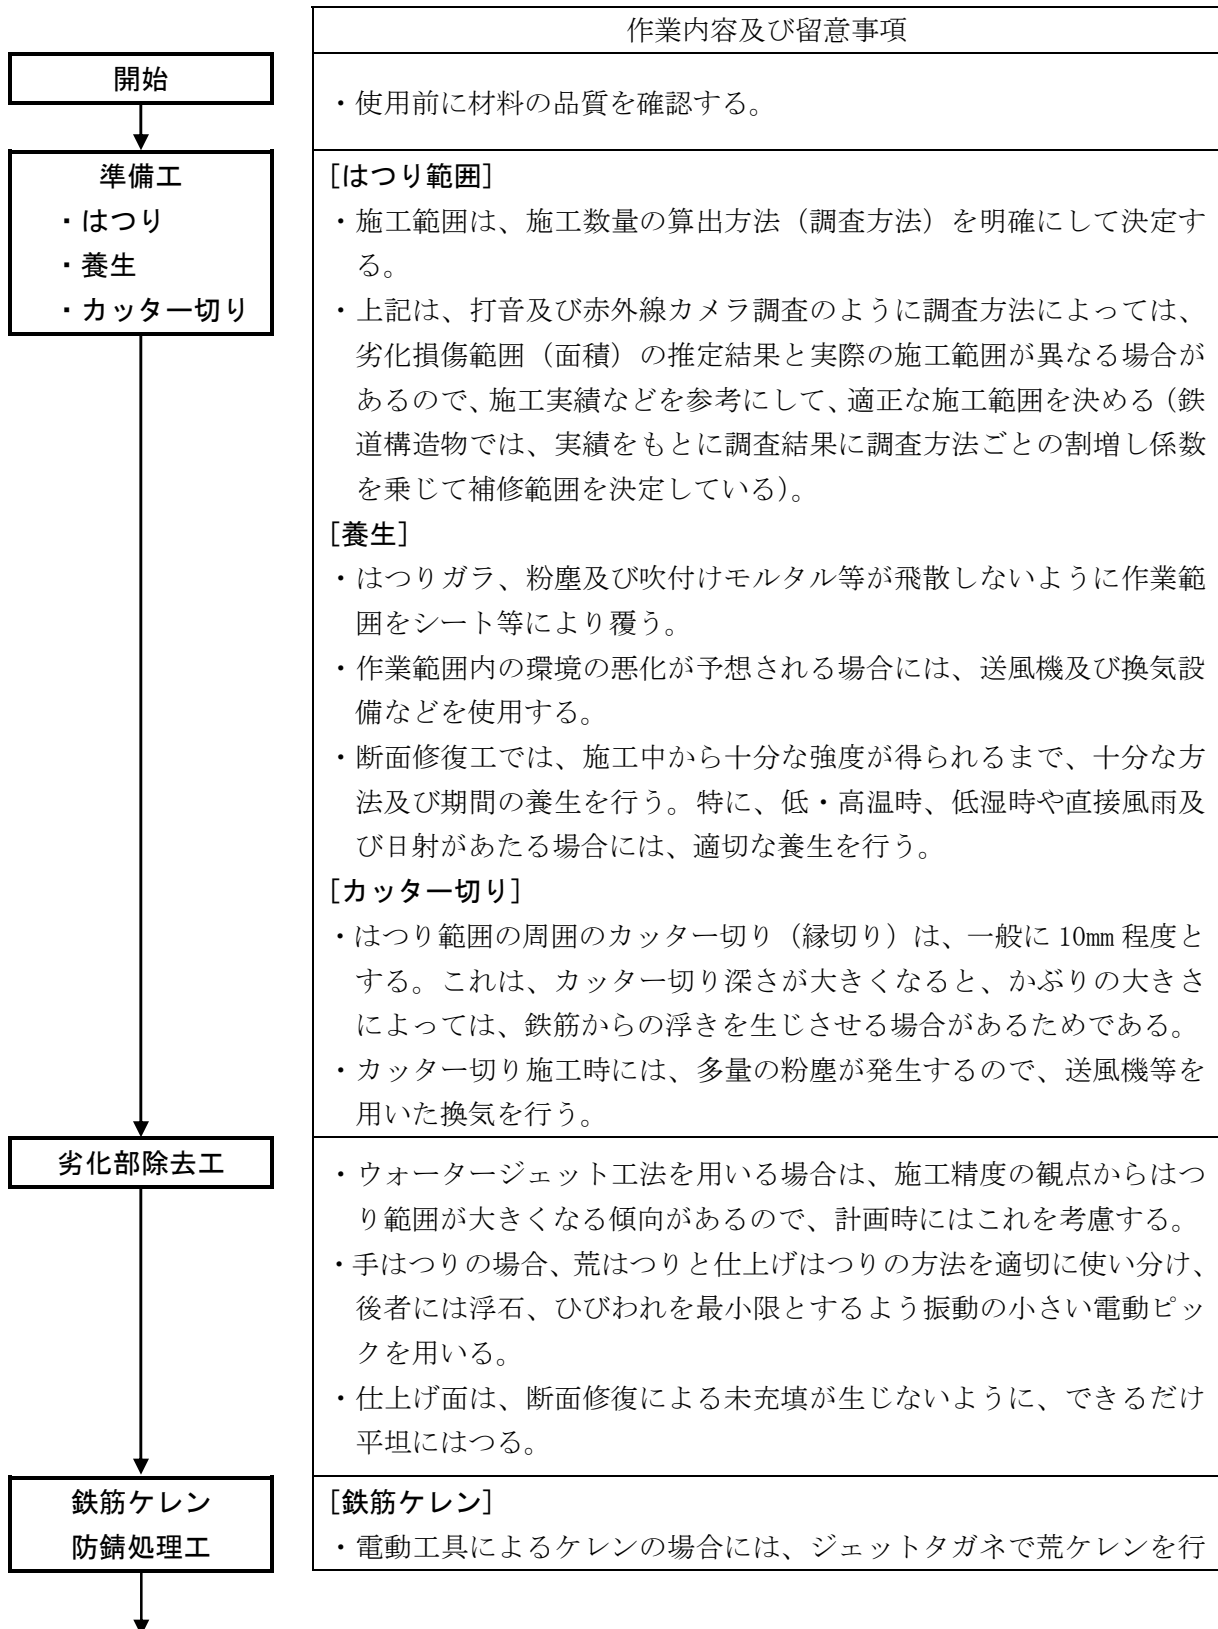 作業内容及び留意事項
開始
・使用前に材料の品質を確認する。
準備工
・はつり
・養生
・カッター切り
[はつり範囲]
・施工範囲は、施工数量の算出方法（調査方法）を明確にして決定す
る。
・上記は、打音及び赤外線カメラ調査のように調査方法によっては、
劣化損傷範囲（面積）の推定結果と実際の施工範囲が異なる場合が
あるので、施工実績などを参考にして、適正な施工範囲を決める（鉄
道構造物では、実績をもとに調査結果に調査方法ごとの割増し係数
を乗じて補修範囲を決定している）。
[養生]
・はつりガラ、粉塵及び吹付けモルタル等が飛散しないように作業範
囲をシート等により覆う。
・作業範囲内の環境の悪化が予想される場合には、送風機及び換気設
備などを使用する。
・断面修復工では、施工中から十分な強度が得られるまで、十分な方
法及び期間の養生を行う。特に、低・高温時、低湿時や直接風雨及
び日射があたる場合には、適切な養生を行う。
[カッター切り]
・はつり範囲の周囲のカッター切り（縁切り）は、一般に 10mm 程度と
する。これは、カッター切り深さが大きくなると、かぶりの大きさ
によっては、鉄筋からの浮きを生じさせる場合があるためである。
・カッター切り施工時には、多量の粉塵が発生するので、送風機等を
用いた換気を行う。
劣化部除去工
・ウォータージェット工法を用いる場合は、施工精度の観点からはつ
り範囲が大きくなる傾向があるので、計画時にはこれを考慮する。
・手はつりの場合、荒はつりと仕上げはつりの方法を適切に使い分け、
後者には浮石、ひびわれを最小限とするよう振動の小さい電動ピッ
クを用いる。
・仕上げ面は、断面修復による未充填が生じないように、できるだけ
平坦にはつる。
鉄筋ケレン
防錆処理工
[鉄筋ケレン]
・電動工具によるケレンの場合には、ジェットタガネで荒ケレンを行